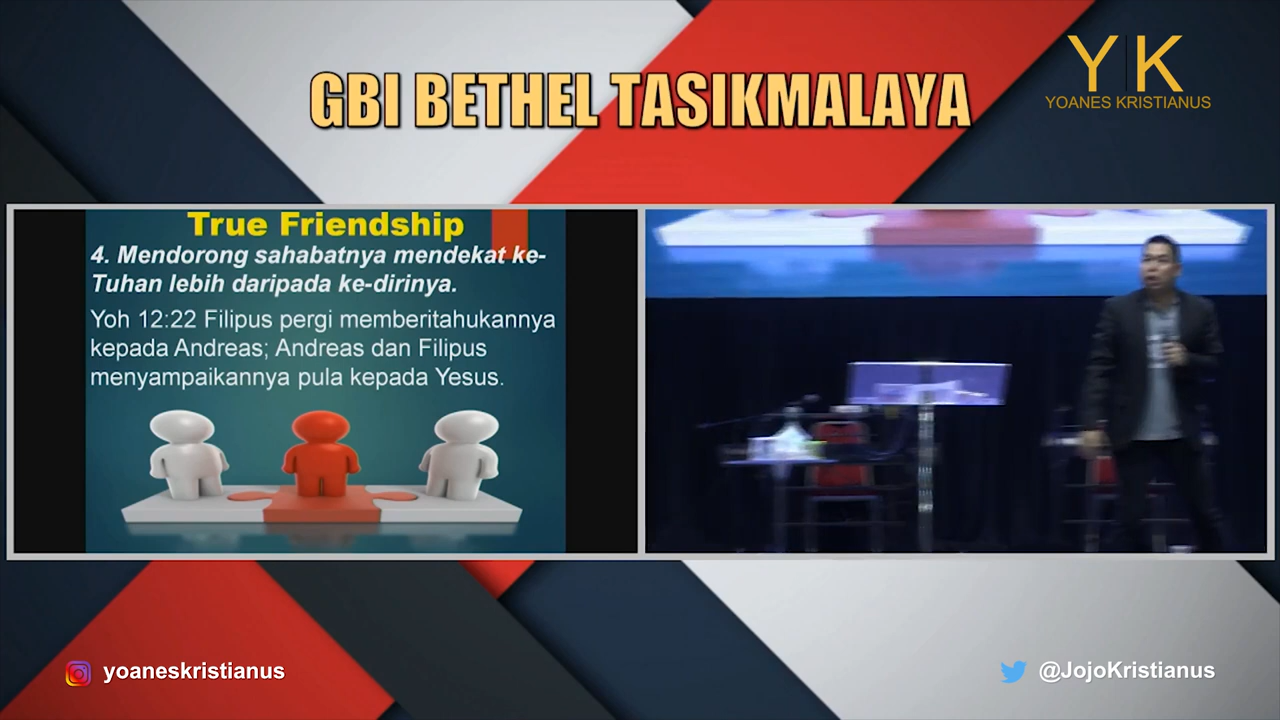 GBI BETHEL TASIKMALAYA
Y|K
YOANES KRISTIANUS
True Friendship
4. Mendorong sahabatnya mendekat ke-
Tuhan lebih daripada ke-dirinya.
Yoh 12:22 Filipus pergi memberitahukannya
kepada Andreas; Andreas dan Filipus
menyampaikannya pula kepada Yesus.
yoaneskristianus
@JojoKristianus